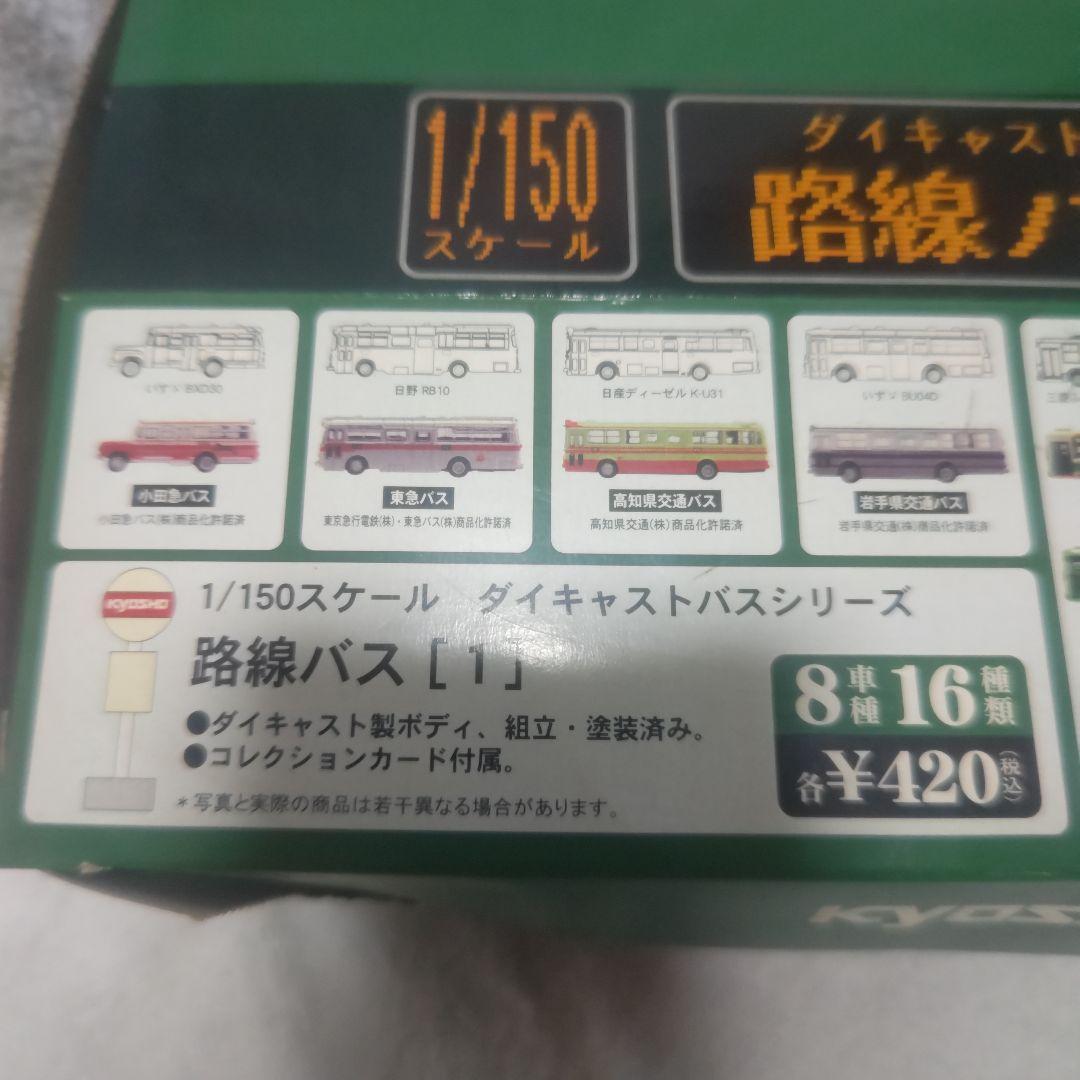 1/150
スケール
ダイキャスト
路線バ
いすゞ BXD30
日野 RB10
日産ディーゼル K-U31
いすゞ BU04D
小田急バス
東急バス
高知県交通バス
岩手県交通バス
小田急バス(株)商品化許諾済
東京急行電鉄(株)・東急バス(株)商品化許諾済
高知県交通(株)商品化許諾済
岩手県交通(株)商品化許諾済
KYOSHO
1/150スケール ダイキャストバスシリーズ
路線バス [1]
●ダイキャスト製ボディ、組立・塗装済み。
●コレクションカード付属。
*写真と実際の商品は若干異なる場合があります。
8車種16種類
各¥420(税込)
KYOS